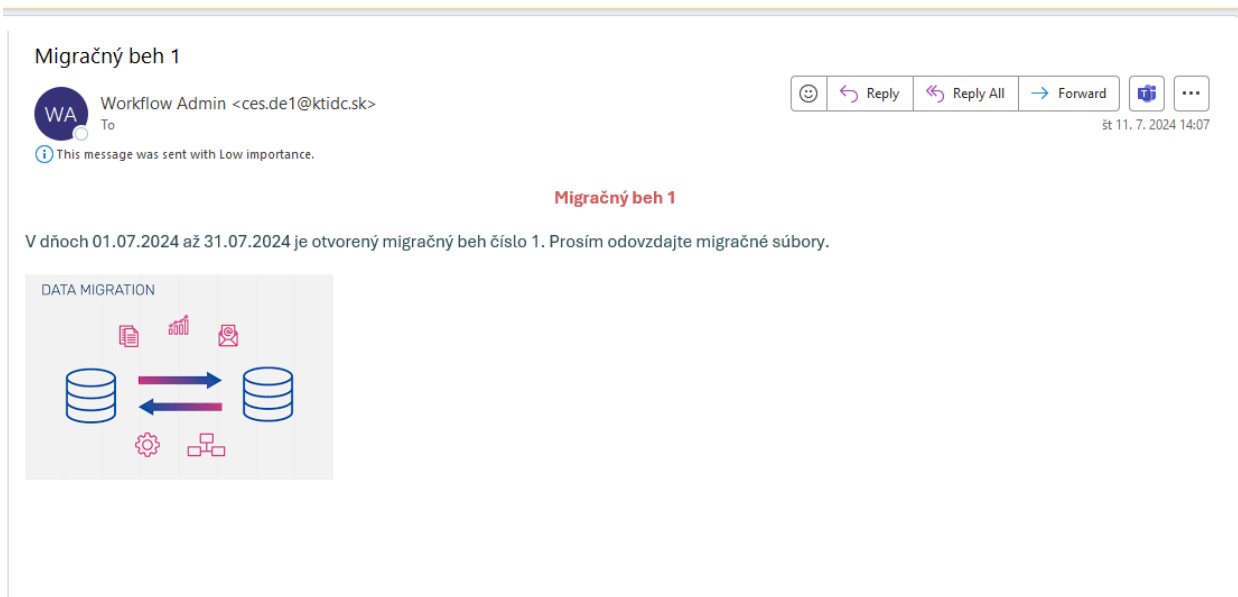 Migračný beh 1
WA
Workflow Admin <ces.de1@ktidc.sk>
To
Reply
Reply All
Forward
št 11. 7. 2024 14:07
This message was sent with Low importance.
Migračný beh 1
V dňoch 01.07.2024 až 31.07.2024 je otvorený migračný beh číslo 1. Prosím odovzdajte migračné súbory.
DATA MIGRATION